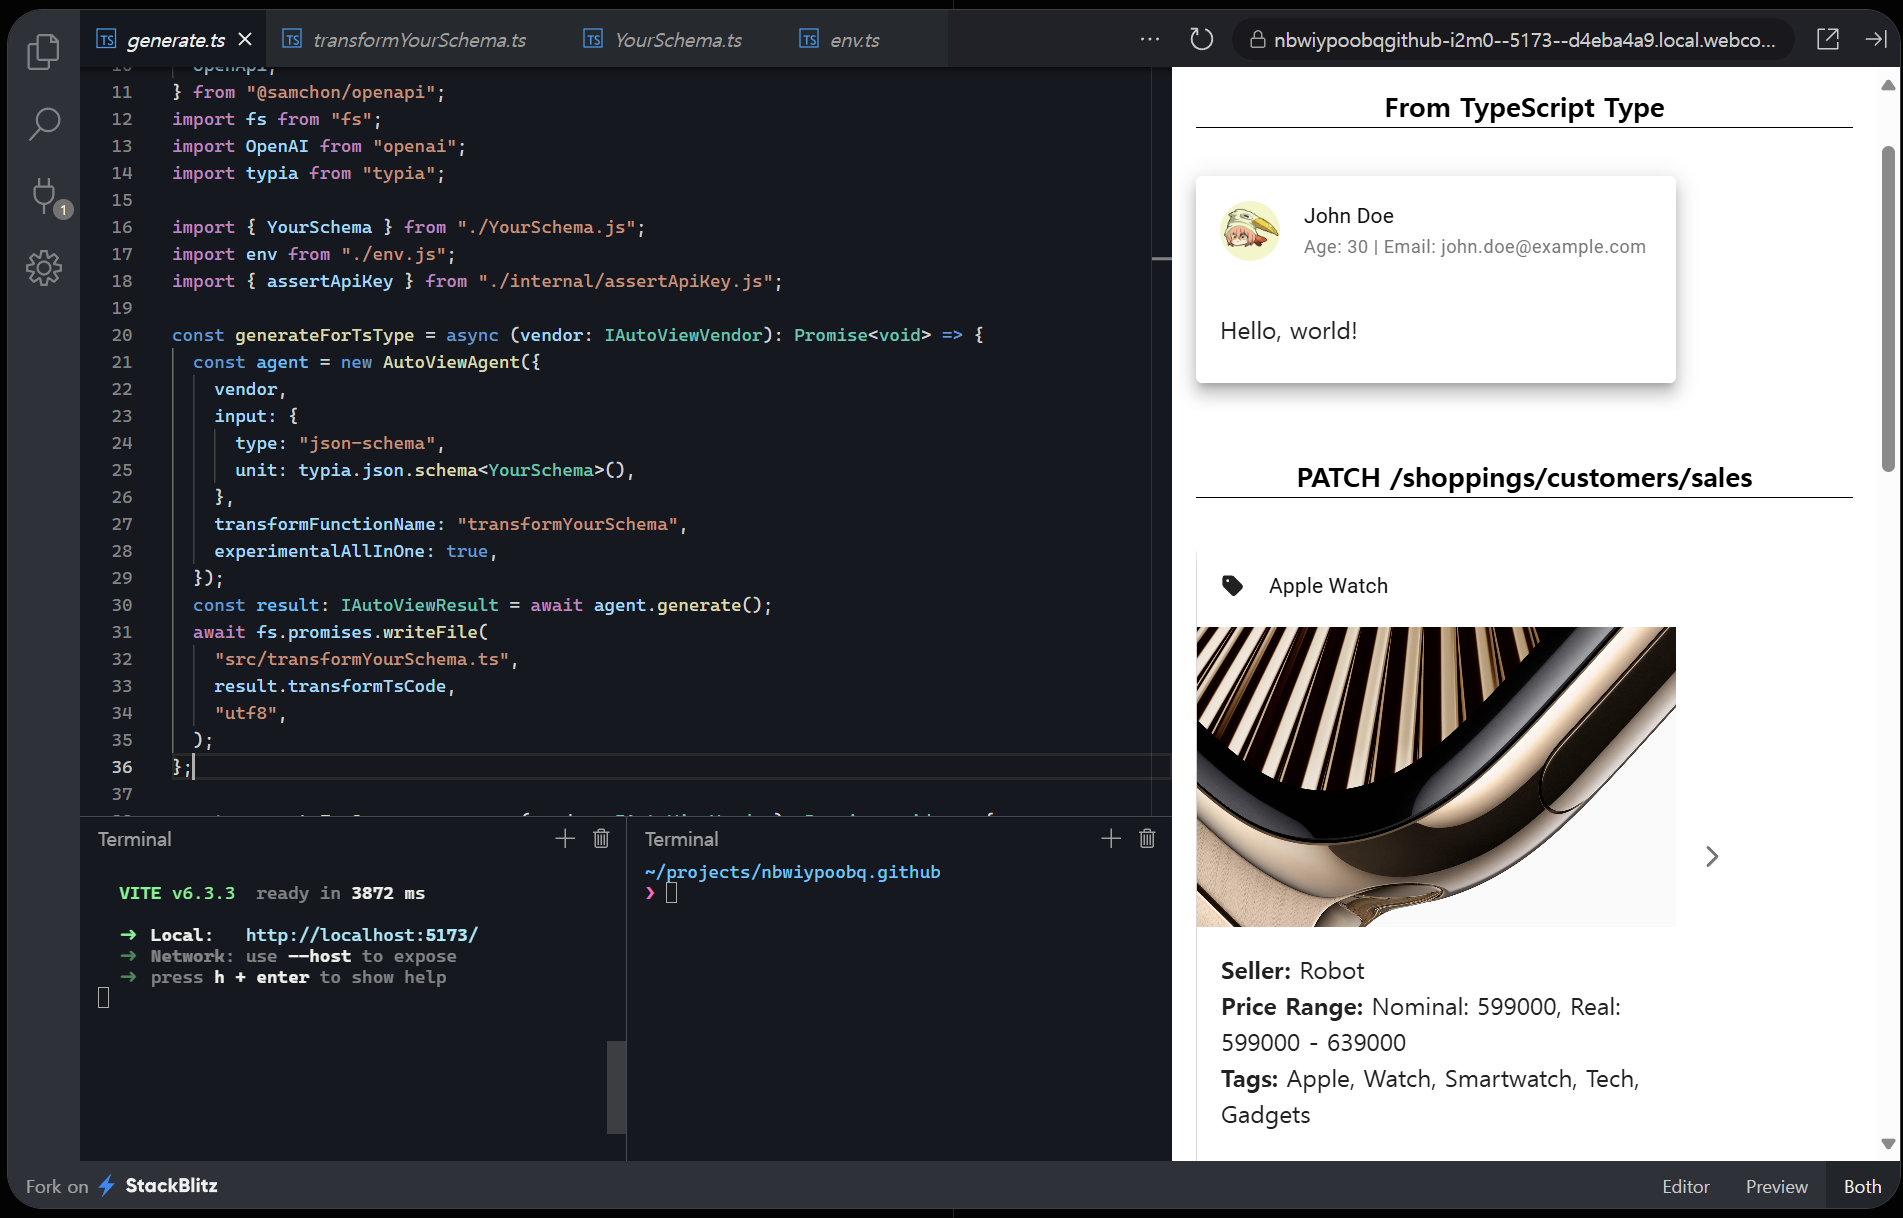 TS generate.ts
TS transformYourSchema.ts
TS YourSchema.ts
TS env.ts
nbwiypoobqgithub-i2m0--5173--d4eba4a9.local.webco...
1
10 OpenApi,
11 } from "@samchon/openapi";
12 import fs from "fs";
13 import OpenAI from "openai";
14 import typia from "typia";
15
16 import { YourSchema } from "./YourSchema.js";
17 import env from "./env.js";
18 import { assertApiKey } from "./internal/assertApiKey.js";
19
20 const generateForTsType = async (vendor: IAutoViewVendor): Promise<void> => {
21 const agent = new AutoViewAgent({
22 vendor,
23 input: {
24 type: "json-schema",
25 unit: typia.json.schema<YourSchema>(),
26 },
27 transformFunctionName: "transformYourSchema",
28 experimentalAllInOne: true,
29 });
30 const result: IAutoViewResult = await agent.generate();
31 await fs.promises.writeFile(
32 "src/transformYourSchema.ts",
33 result.transformTsCode,
34 "utf8",
35 );
36 };
37
Terminal
VITE v6.3.3 ready in 3872 ms
➜ Local: http://localhost:5173/
➜ Network: use --host to expose
➜ press h + enter to show help
Terminal
~/projects/nbwiypoobq.github
❯
From TypeScript Type
John Doe
Age: 30 | Email: john.doe@example.com
Hello, world!
PATCH /shoppings/customers/sales
Apple Watch
Seller: Robot
Price Range: Nominal: 599000, Real:
599000 - 639000
Tags: Apple, Watch, Smartwatch, Tech,
Gadgets
Fork on StackBlitz
Editor
Preview
Both